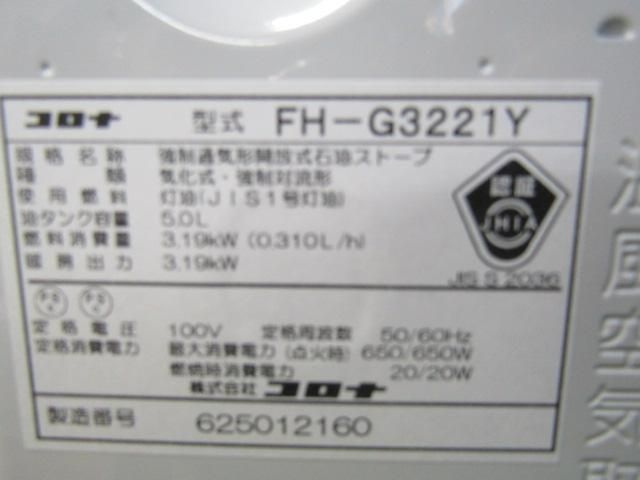 コロナ 型式 FH-G3221Y
規格名称 強制通気形開放式石油ストーブ
種類 気化式・強制対流形
使用燃料 灯油(JIS1号灯油)
油タンク容量 5.0L
燃料消費量 3.19kW (0.310L/h)
暖房出力 3.19kW
認証
JHIA
JIS S 2036
定格電圧 100V 定格周波数 50/60Hz
定格消費電力 最大消費電力(点火時) 650/650W
燃焼時消費電力 20/20W
株式会社 コロナ
製造番号 625012160
温風空気取